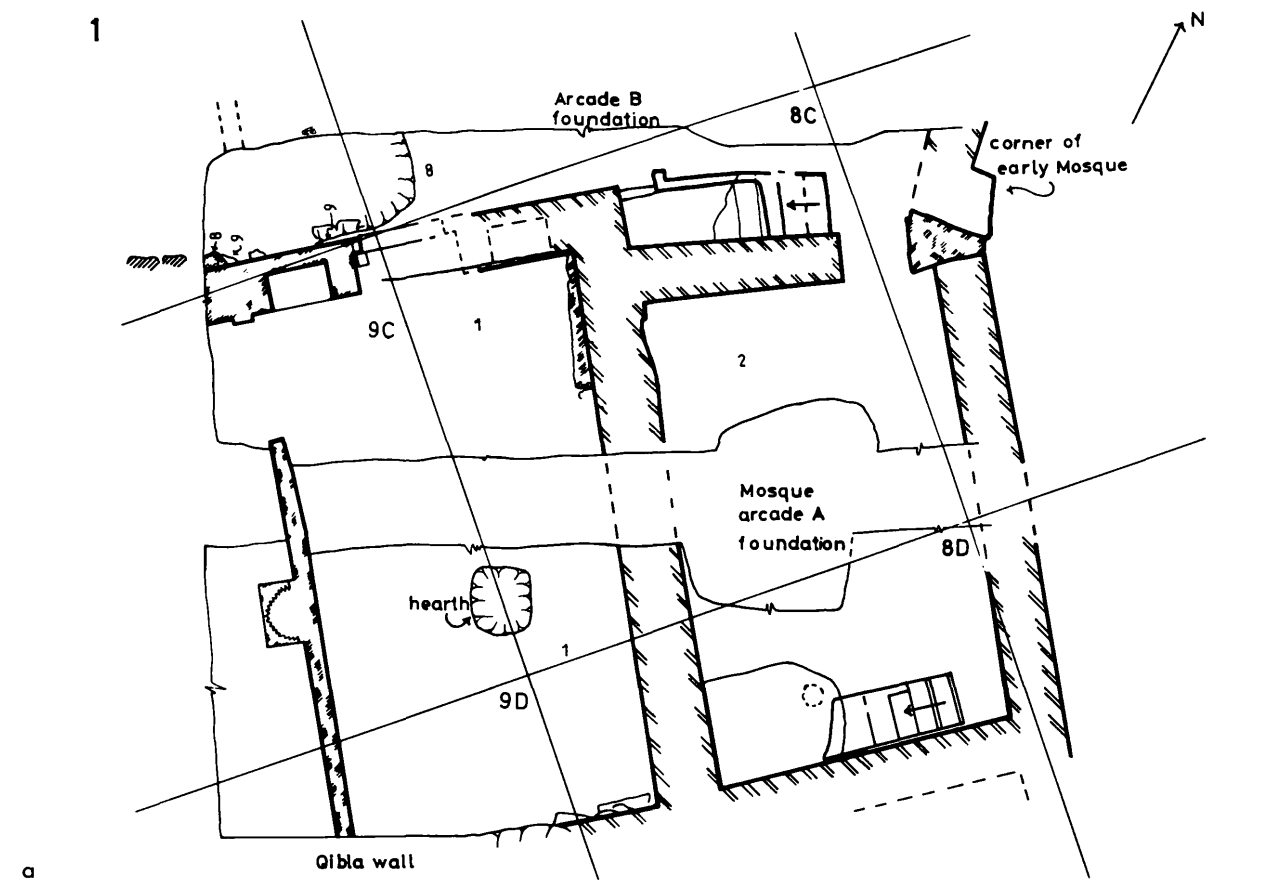 1
N
Arcade B
foundation
8C
corner of
early Mosque
8
8
9
8
9
9C
1
2
Mosque
arcade A
foundation
8D
hearth
1
9D
Qibla wall
a